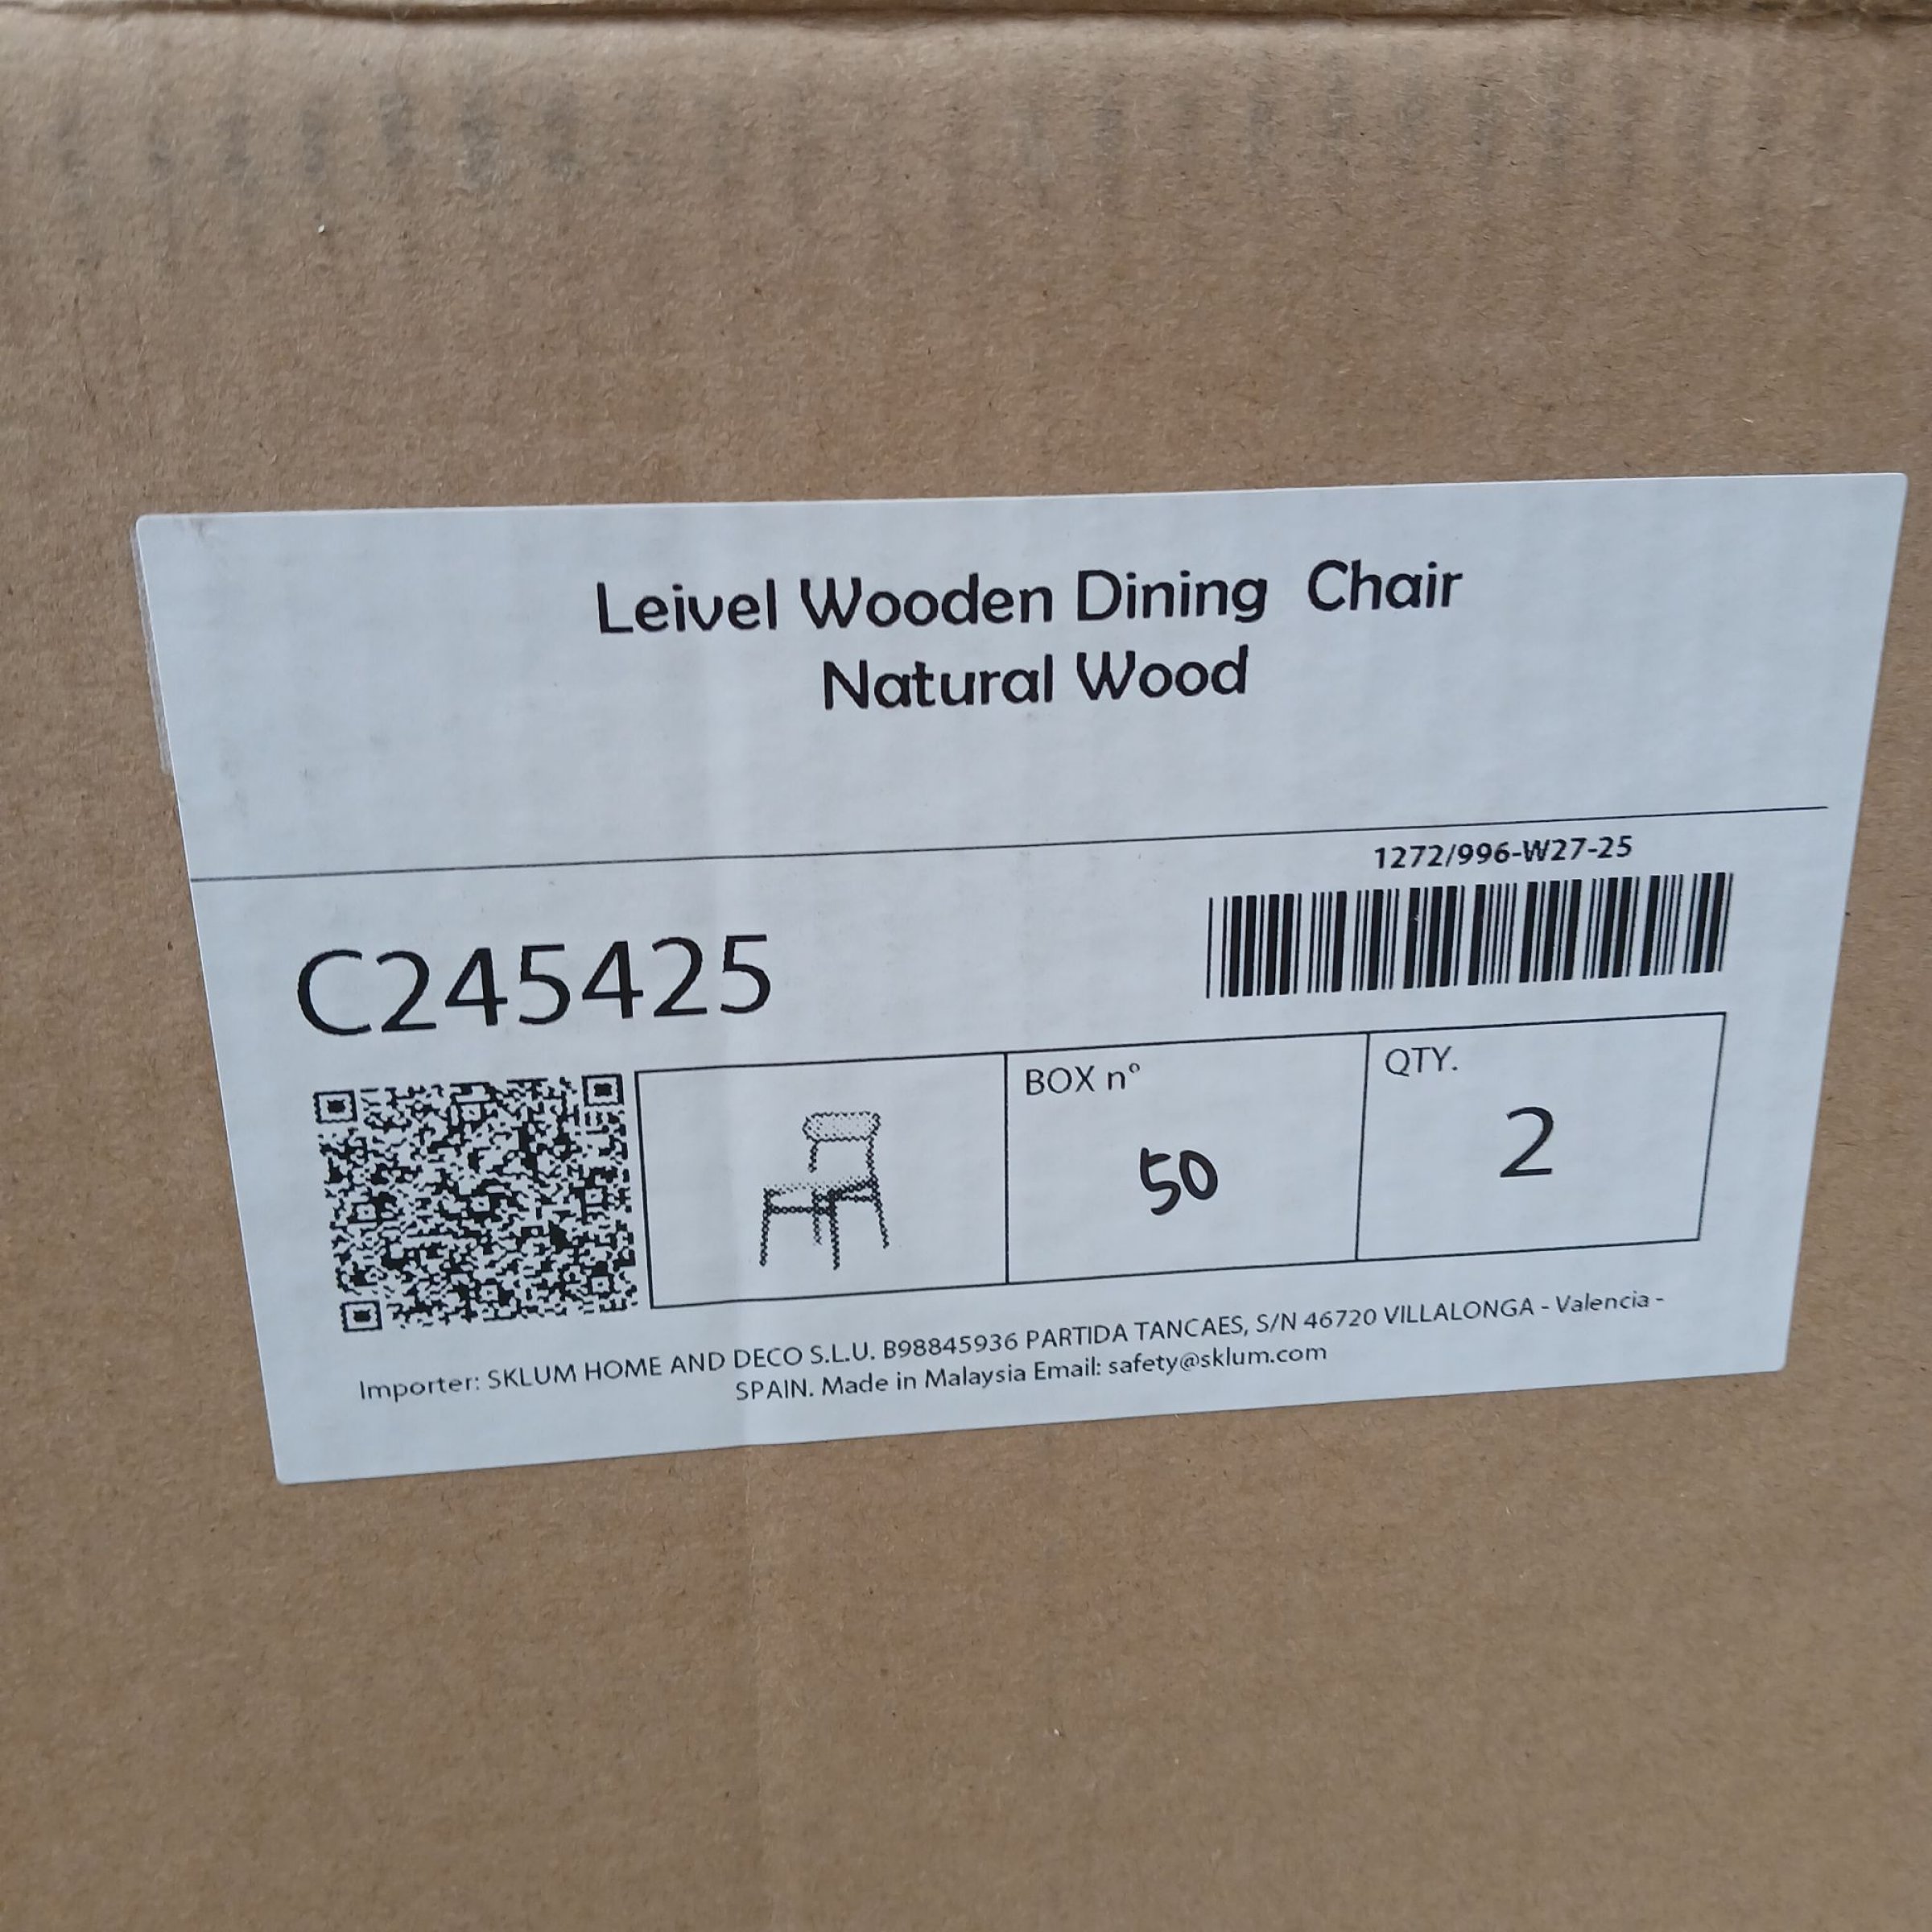 Leivel Wooden Dining Chair
Natural Wood
1272/996-W27-25
C245425
BOX n°
50
QTY.
2
Importer: SKLUM HOME AND DECO S.L.U. B98845936 PARTIDA TANCAES, S/N 46720 VILLALONGA - Valencia -
SPAIN. Made in Malaysia Email: safety@sklum.com